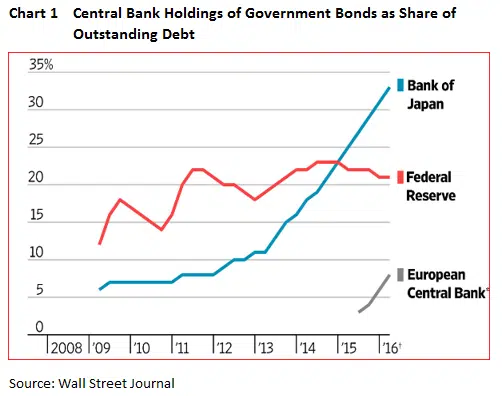 Chart 1 Central Bank Holdings of Government Bonds as Share of
Outstanding Debt
35%
30
25
20
15
10
5
0
Bank of
Japan
Federal
Reserve
European
Central Bank*
2008 '09 '10 '11 '12 '13 '14 '15 '16†
Source: Wall Street Journal